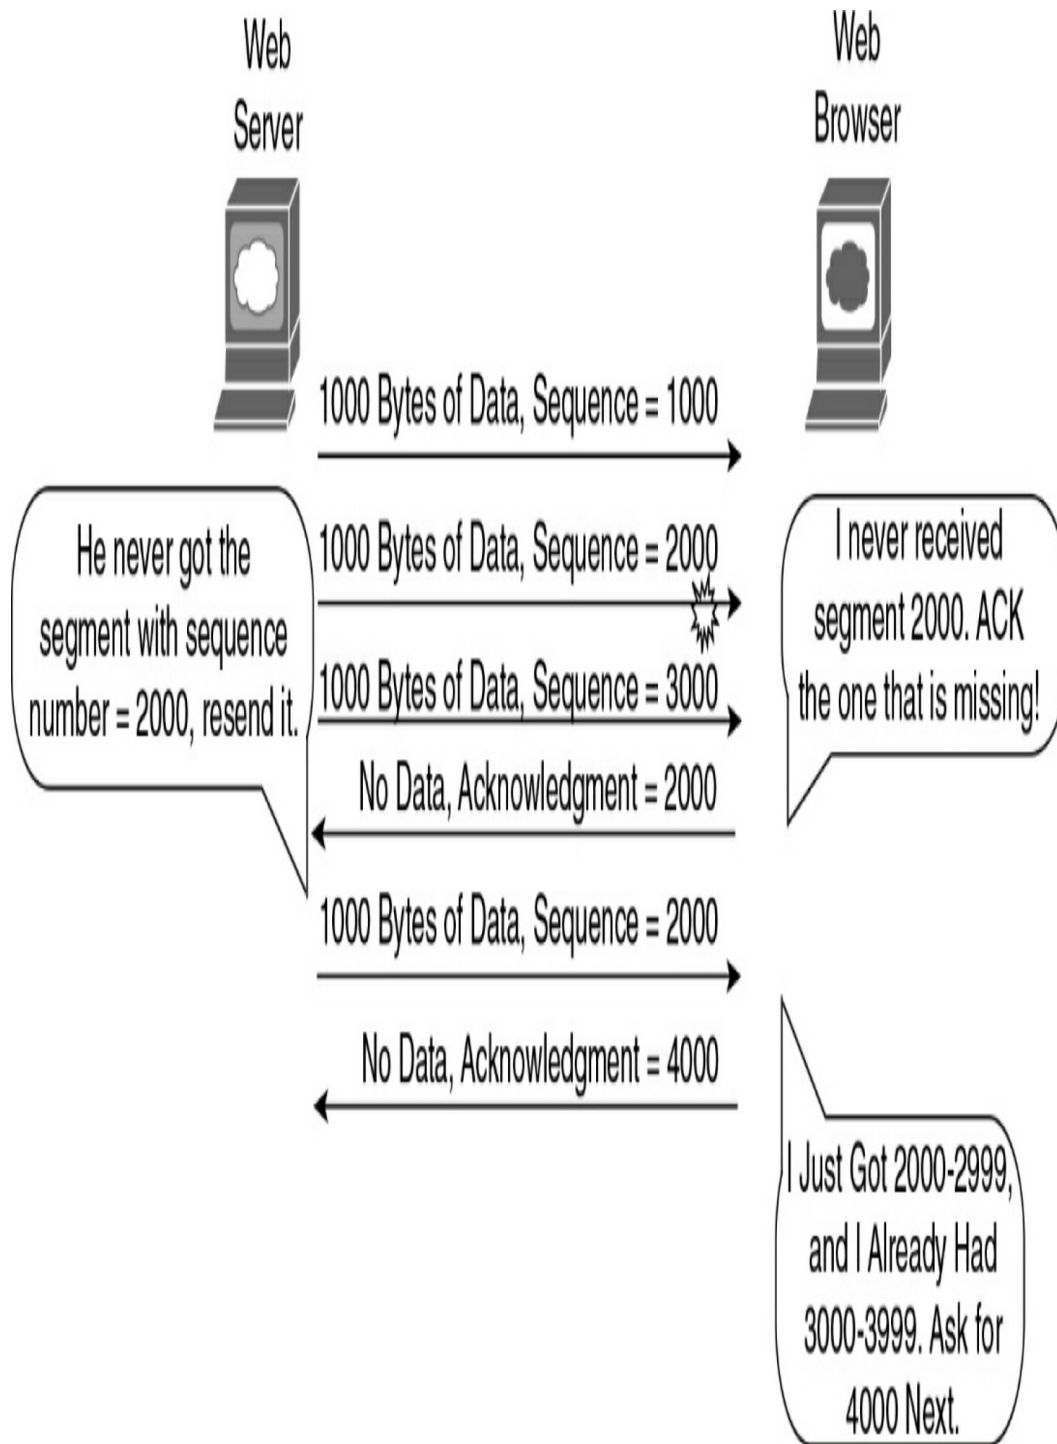 Web
Server
Web
Browser
1000 Bytes of Data, Sequence = 1000
He never got the
segment with sequence
number = 2000, resend it.
1000 Bytes of Data, Sequence = 2000
I never received
segment 2000. ACK
the one that is missing!
1000 Bytes of Data, Sequence = 3000
No Data, Acknowledgment = 2000
1000 Bytes of Data, Sequence = 2000
No Data, Acknowledgment = 4000
I Just Got 2000-2999,
and I Already Had
3000-3999. Ask for
4000 Next.